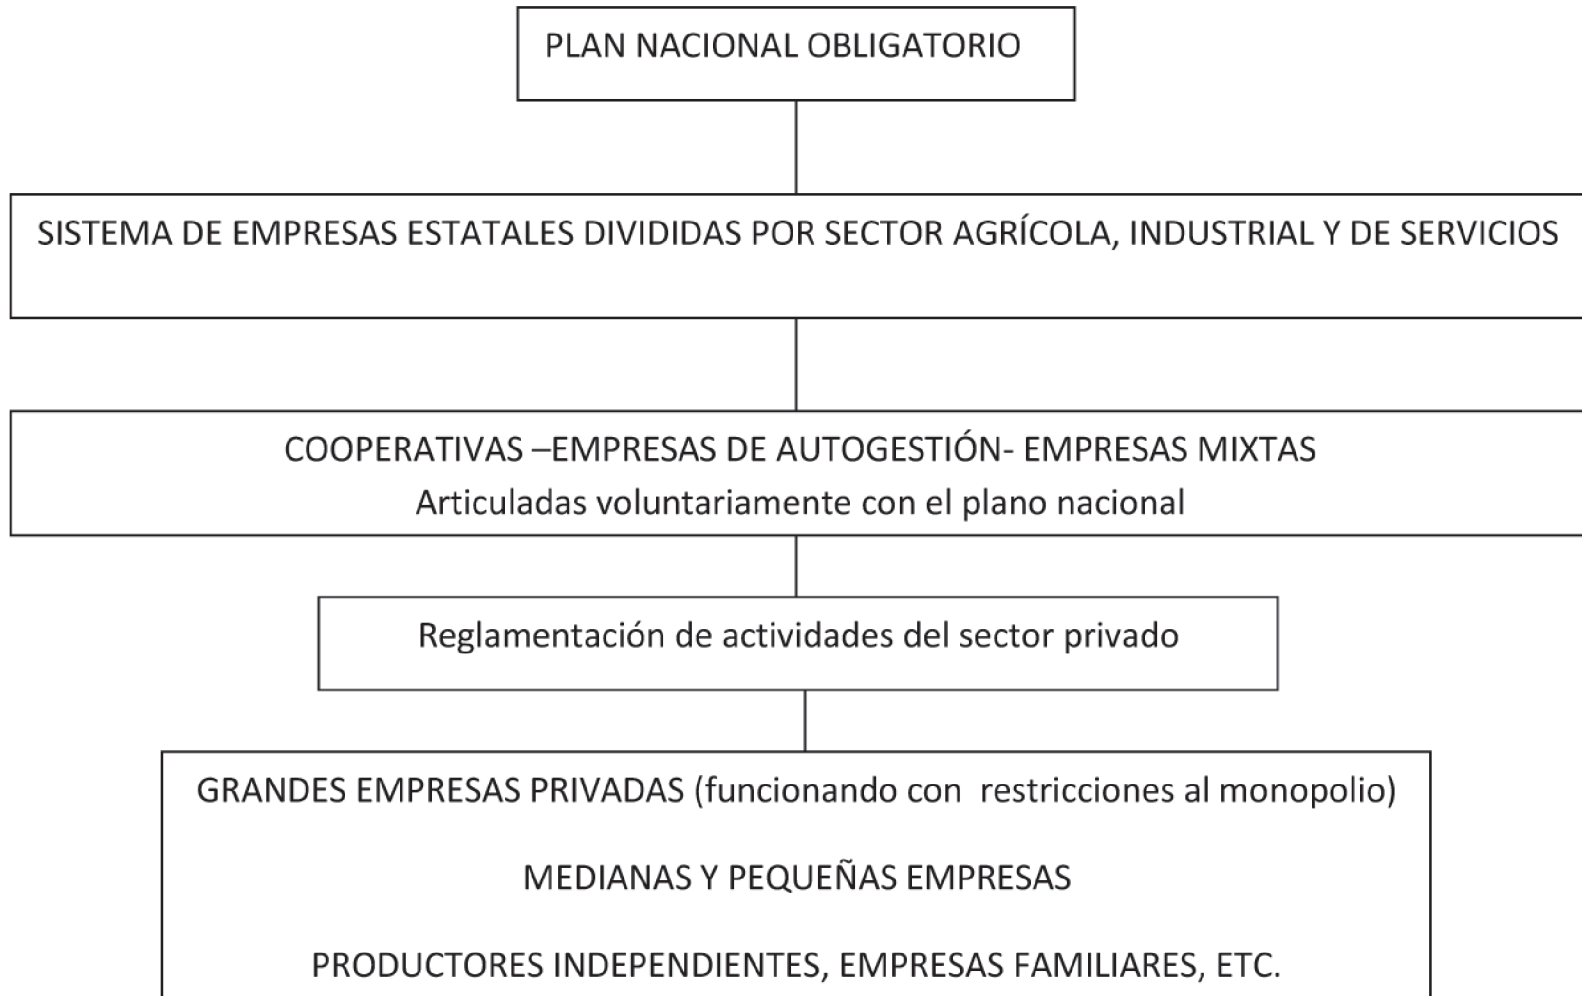 PLAN NACIONAL OBLIGATORIO
SISTEMA DE EMPRESAS ESTATALES DIVIDIDAS POR SECTOR AGRÍCOLA, INDUSTRIAL Y DE SERVICIOS
COOPERATIVAS –EMPRESAS DE AUTOGESTIÓN- EMPRESAS MIXTAS
Articuladas voluntariamente con el plano nacional
Reglamentación de actividades del sector privado
GRANDES EMPRESAS PRIVADAS (funcionando con restricciones al monopolio)
MEDIANAS Y PEQUEÑAS EMPRESAS
PRODUCTORES INDEPENDIENTES, EMPRESAS FAMILIARES, ETC.